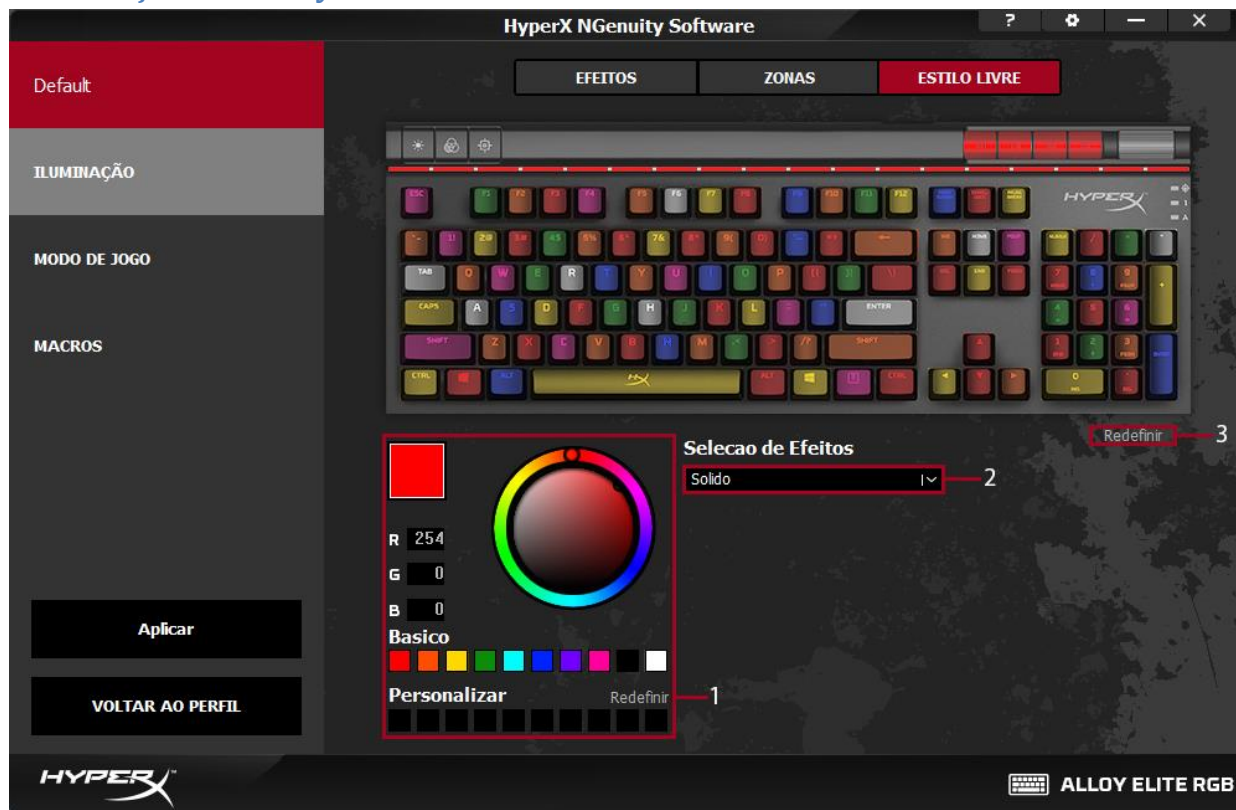 HyperX NGenuity Software
?
Default
ILUMINAÇÃO
MODO DE JOGO
MACROS
Aplicar
VOLTAR AO PERFIL
EFEITOS ZONAS ESTILO LIVRE
HYPERX
ESC F1 F2 F3 F4 F5 F6 F7 F8 F9 F10 F11 F12
TAB Q W E R T Y U I O P
CAPS A S D F G H J K L ENTER
SHIFT Z X C V B N M SHIFT
CTRL ALT ALT CTRL
Redefinir 3
Selecao de Efeitos
Solido 2
R 254
G 0
B 0
Basico
Personalizar Redefinir 1
HYPERX
ALLOY ELITE RGB